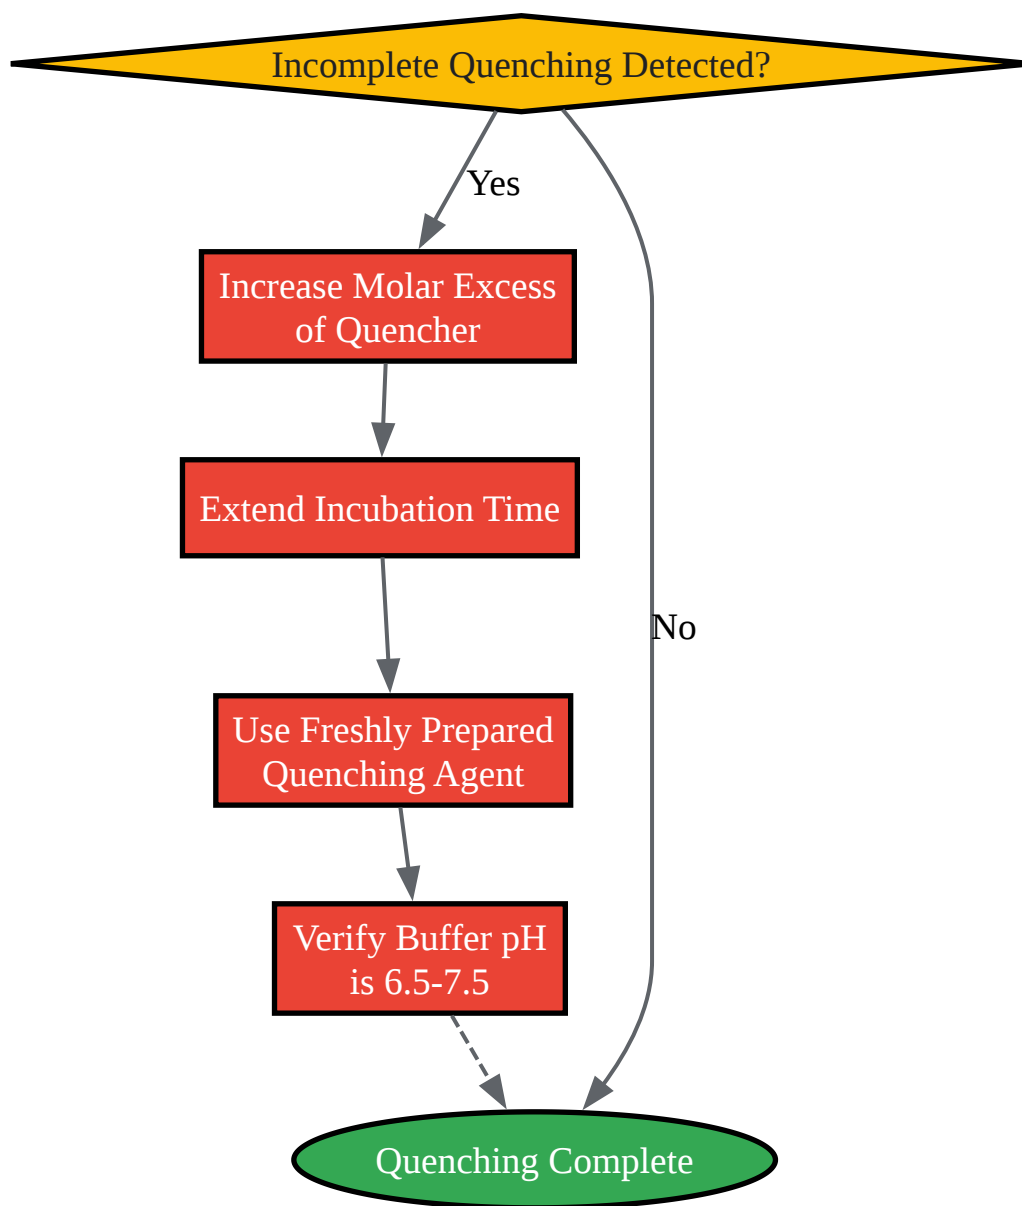 Incomplete Quenching Detected?
Yes
Increase Molar Excess
of Quencher
Extend Incubation Time
No
Use Freshly Prepared
Quenching Agent
Verify Buffer pH
is 6.5-7.5
Quenching Complete